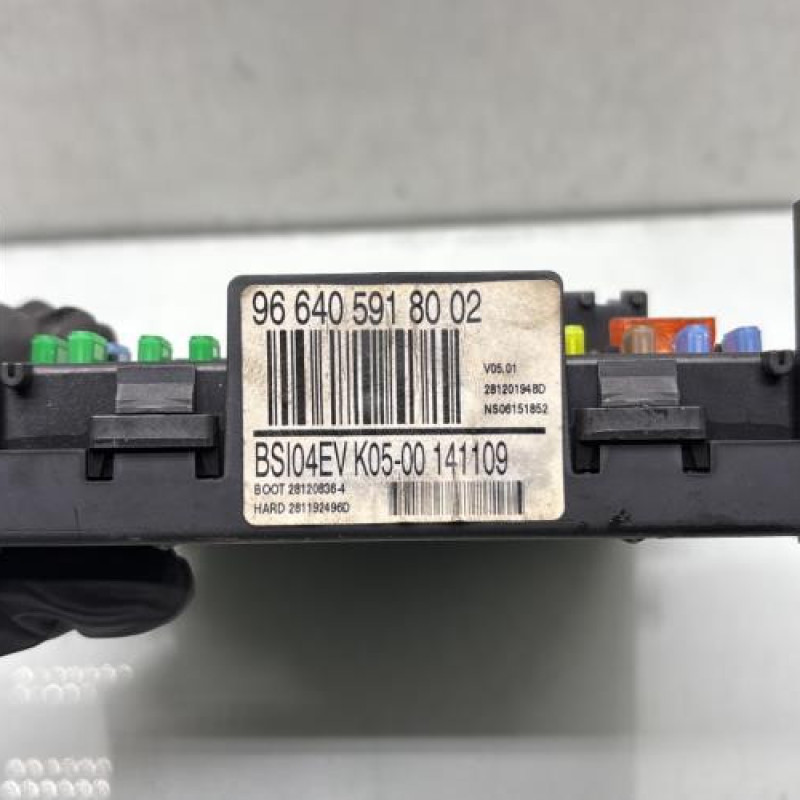 96 640 591 80 02
V05.01
281201948D
NS06151852
BSI04EV K05-00 141109
BOOT 28120836-4
HARD 281192496D